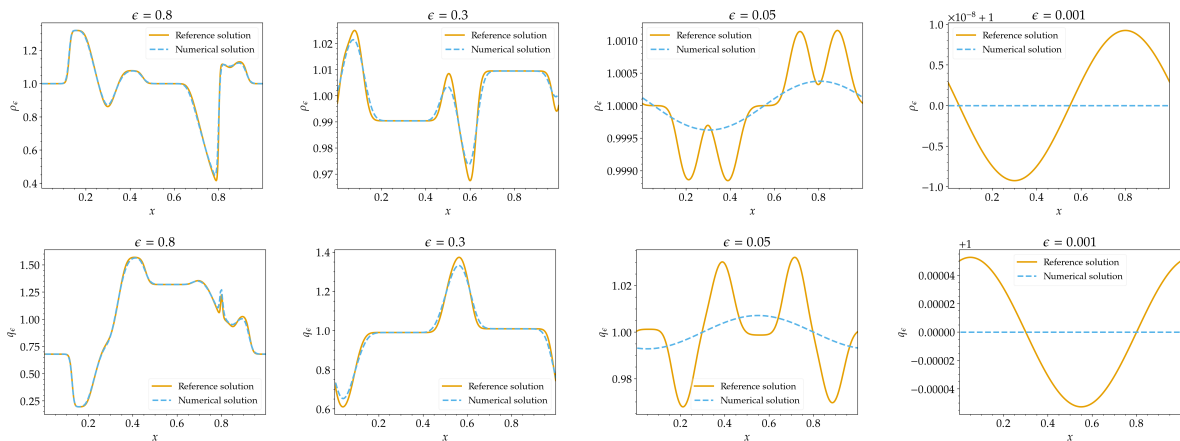 ϵ = 0.8
1.2
1.0
0.8
0.6
0.4
ρϵ
0.2 0.4 0.6 0.8
x
Reference solution
Numerical solution
ϵ = 0.3
1.02
1.01
1.00
0.99
0.98
0.97
ρϵ
0.2 0.4 0.6 0.8
x
Reference solution
Numerical solution
ϵ = 0.05
1.0010
1.0005
1.0000
0.9995
0.9990
ρϵ
0.2 0.4 0.6 0.8
x
Reference solution
Numerical solution
ϵ = 0.001
1.0×10⁻⁸ + 1
0.5
0.0
−0.5
−1.0
ρϵ
0.2 0.4 0.6 0.8
x
Reference solution
Numerical solution
ϵ = 0.8
1.50
1.25
1.00
0.75
0.50
0.25
qϵ
0.2 0.4 0.6 0.8
x
Reference solution
Numerical solution
ϵ = 0.3
1.4
1.2
1.0
0.8
0.6
qϵ
0.2 0.4 0.6 0.8
x
Reference solution
Numerical solution
ϵ = 0.05
1.02
1.00
0.98
qϵ
0.2 0.4 0.6 0.8
x
Reference solution
Numerical solution
ϵ = 0.001
+1
0.00004
0.00002
0.00000
−0.00002
−0.00004
qϵ
0.2 0.4 0.6 0.8
x
Reference solution
Numerical solution